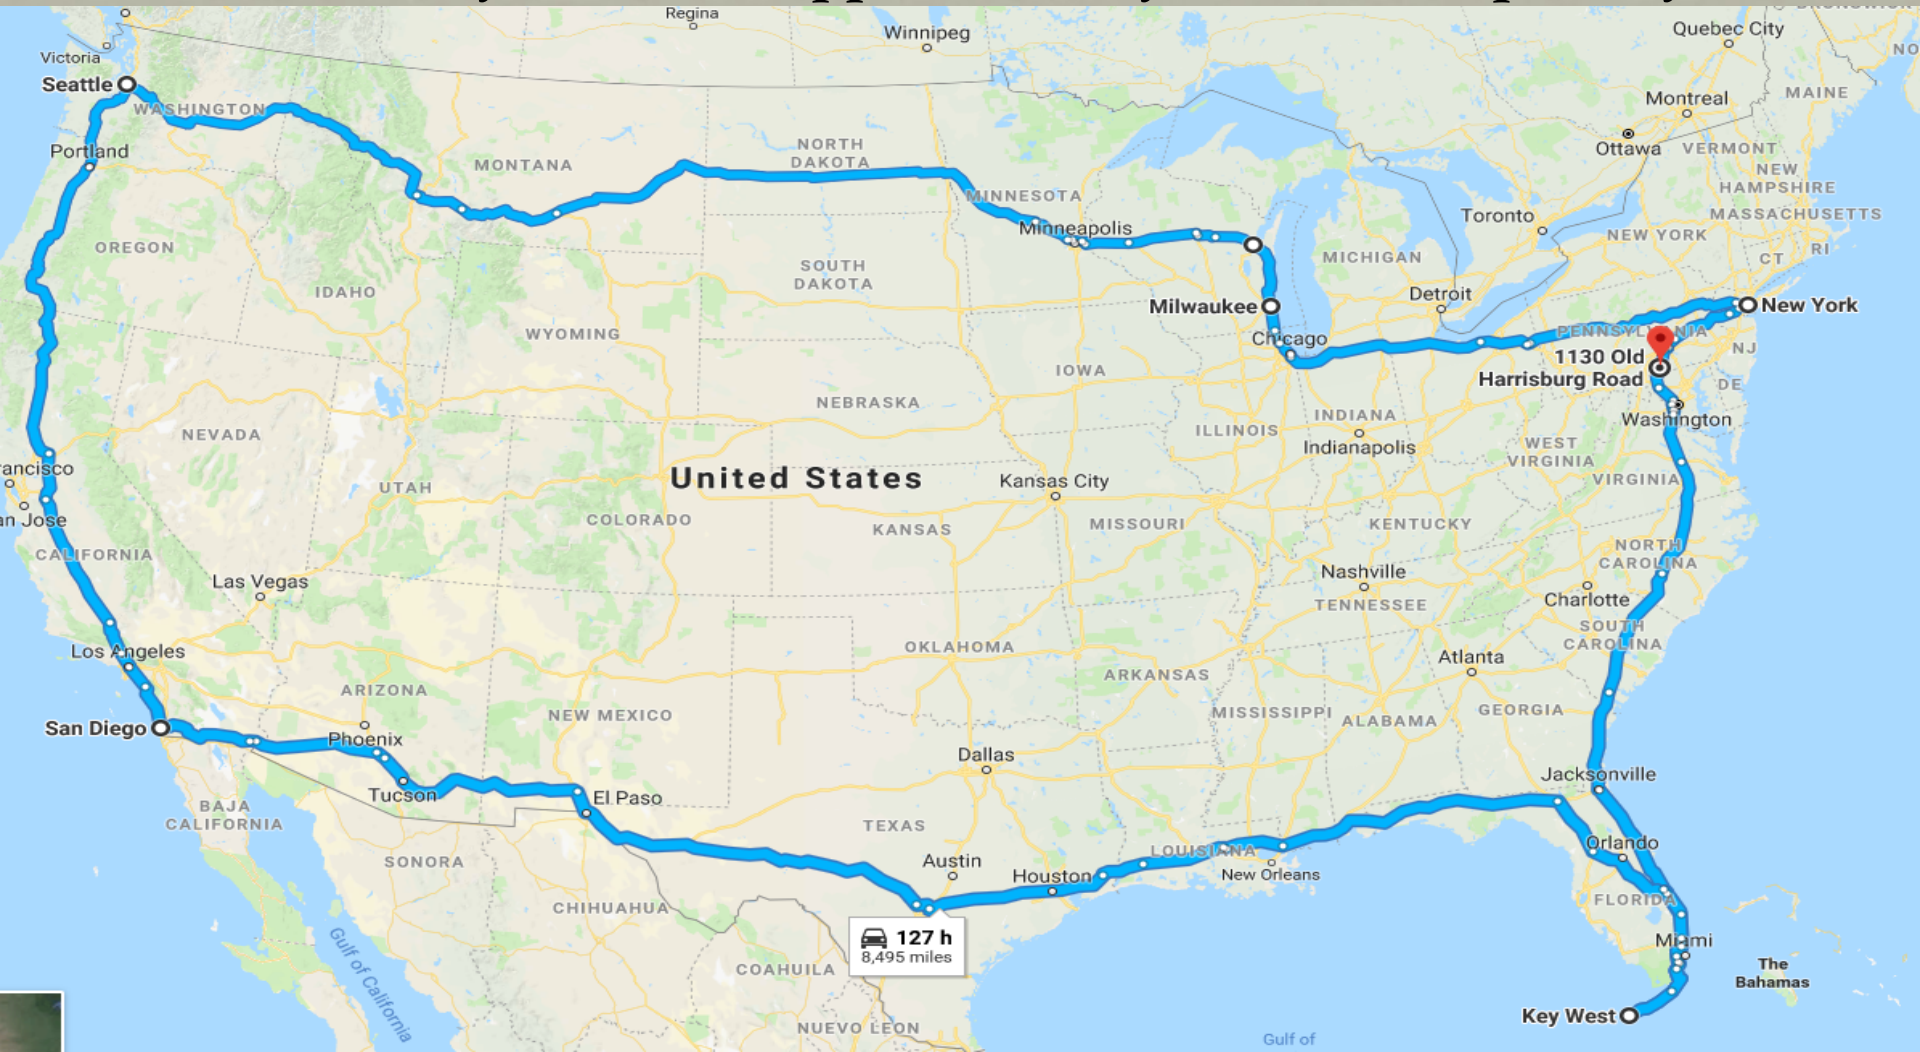 Regina
Winnipeg
Quebec City
Victoria
Seattle
WASHINGTON
Montreal
MAINE
Portland
MONTANA
NORTH
DAKOTA
Ottawa
VERMONT
MINNESOTA
NEW
HAMPSHIRE
Toronto
MASSACHUSETTS
Minneapolis
NEW YORK
RI
OREGON
SOUTH
DAKOTA
MICHIGAN
CT
IDAHO
Detroit
Milwaukee
New York
WYOMING
Chicago
PENNSYLVANIA
NJ
1130 Old
Harrisburg Road
IOWA
DE
NEBRASKA
Washington
NEVADA
ILLINOIS
INDIANA
Indianapolis
WEST
VIRGINIA
rancisco
United States
Kansas City
VIRGINIA
UTAH
an Jose
COLORADO
KANSAS
MISSOURI
KENTUCKY
CALIFORNIA
NORTH
CAROLINA
Las Vegas
Nashville
TENNESSEE
Charlotte
SOUTH
CAROLINA
Los Angeles
OKLAHOMA
Atlanta
ARKANSAS
ARIZONA
NEW MEXICO
MISSISSIPPI
ALABAMA
GEORGIA
San Diego
Phoenix
Dallas
Jacksonville
Tucson
El Paso
BAJA
CALIFORNIA
TEXAS
SONORA
Austin
LOUISIANA
Orlando
Houston
New Orleans
CHIHUAHUA
FLORIDA
127 h
8,495 miles
Miami
Gulf of California
COAHUILA
The
Bahamas
Key West
NUEVO LEON
Gulf of